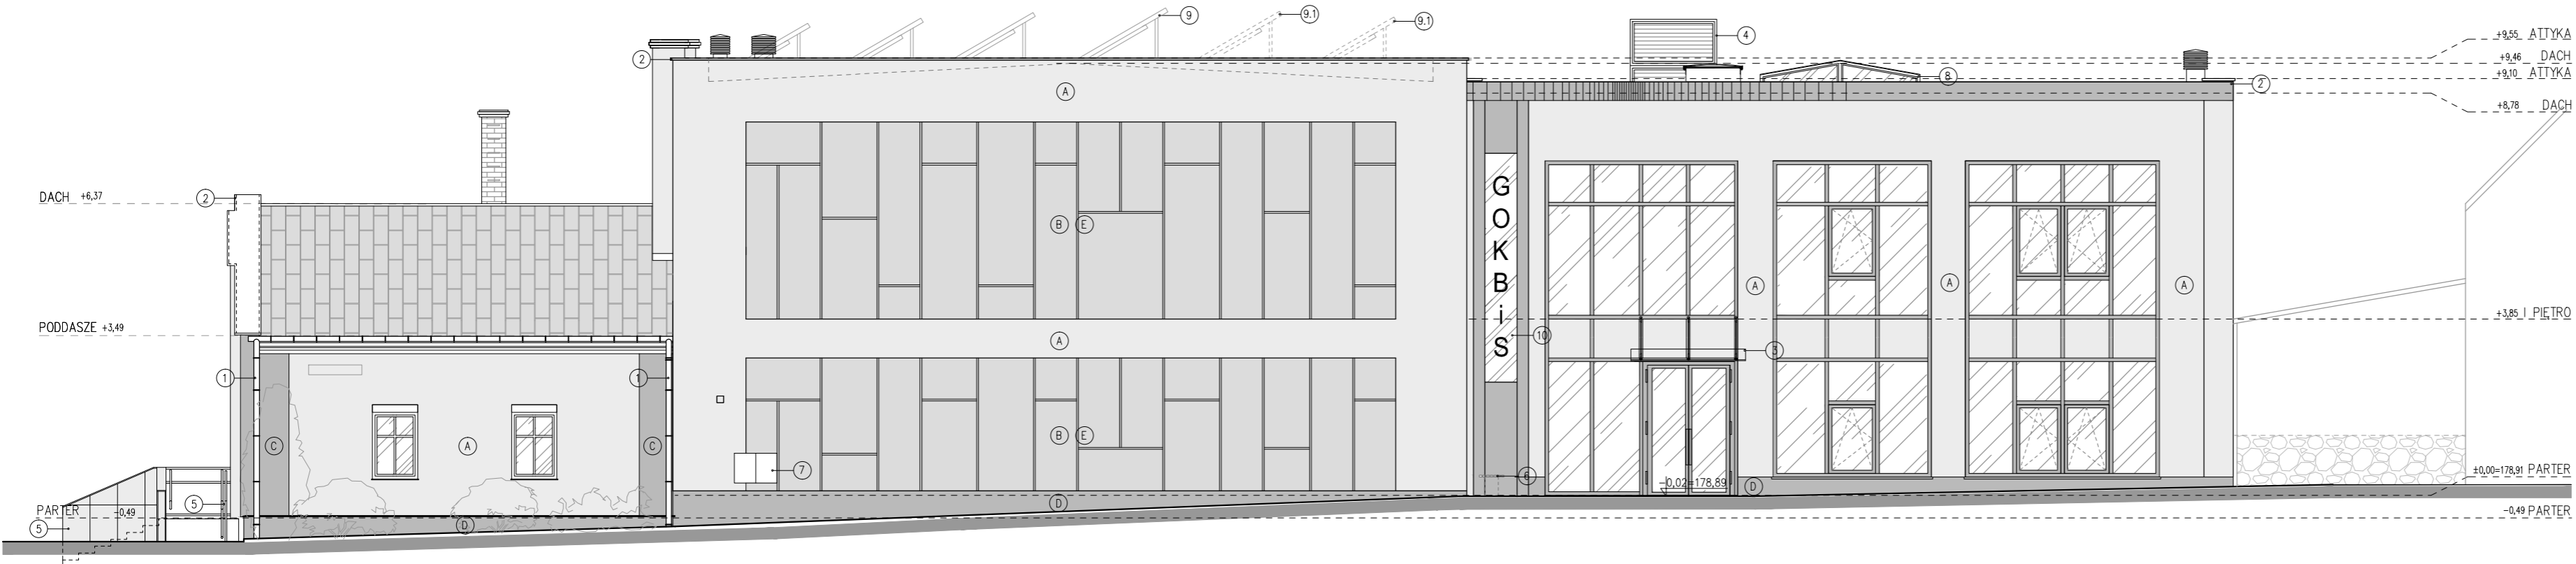 9
9.1
9.1
4
+9,55 ATTYKA
2
+9,46 DACH
+9,10 ATTYKA
8
2
A
+8,78 DACH
DACH +6,37
2
G
O
K
B
i
S
B
E
A
A
A
+3,85 I PIĘTRO
PODDASZE +3,49
10
A
3
1
1
C
A
C
B
E
7
6
±0,00=178,91 PARTER
-0,02=178,89
D
5
D
PARTER -0,49
-0,49 PARTER
5
D